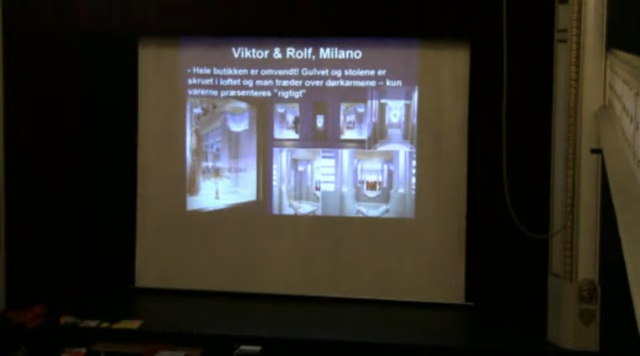 Viktor & Rolf, Milano
- Hele butikken er omvendt! Gulvet og stolene er
skruet i loftet og man træder over dørkarmene – kun
varerne præsenteres "rigtigt"